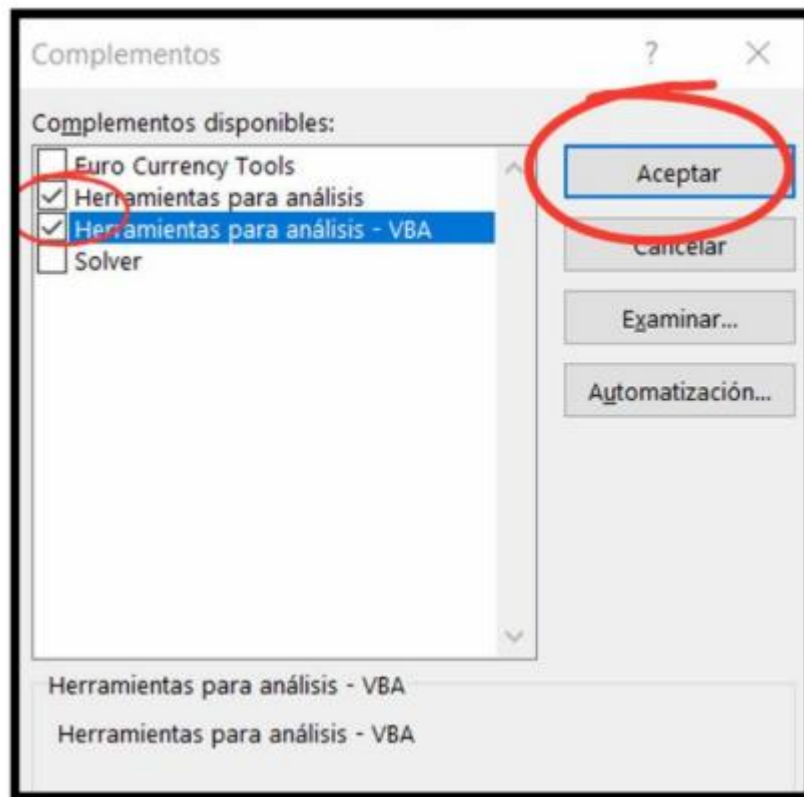 Complementos
? ×
Complementos disponibles:
Euro Currency Tools
Herramientas para análisis
Herramientas para análisis - VBA
Solver
Aceptar
Cancelar
Examinar...
Automatización...
Herramientas para análisis - VBA
Herramientas para análisis - VBA